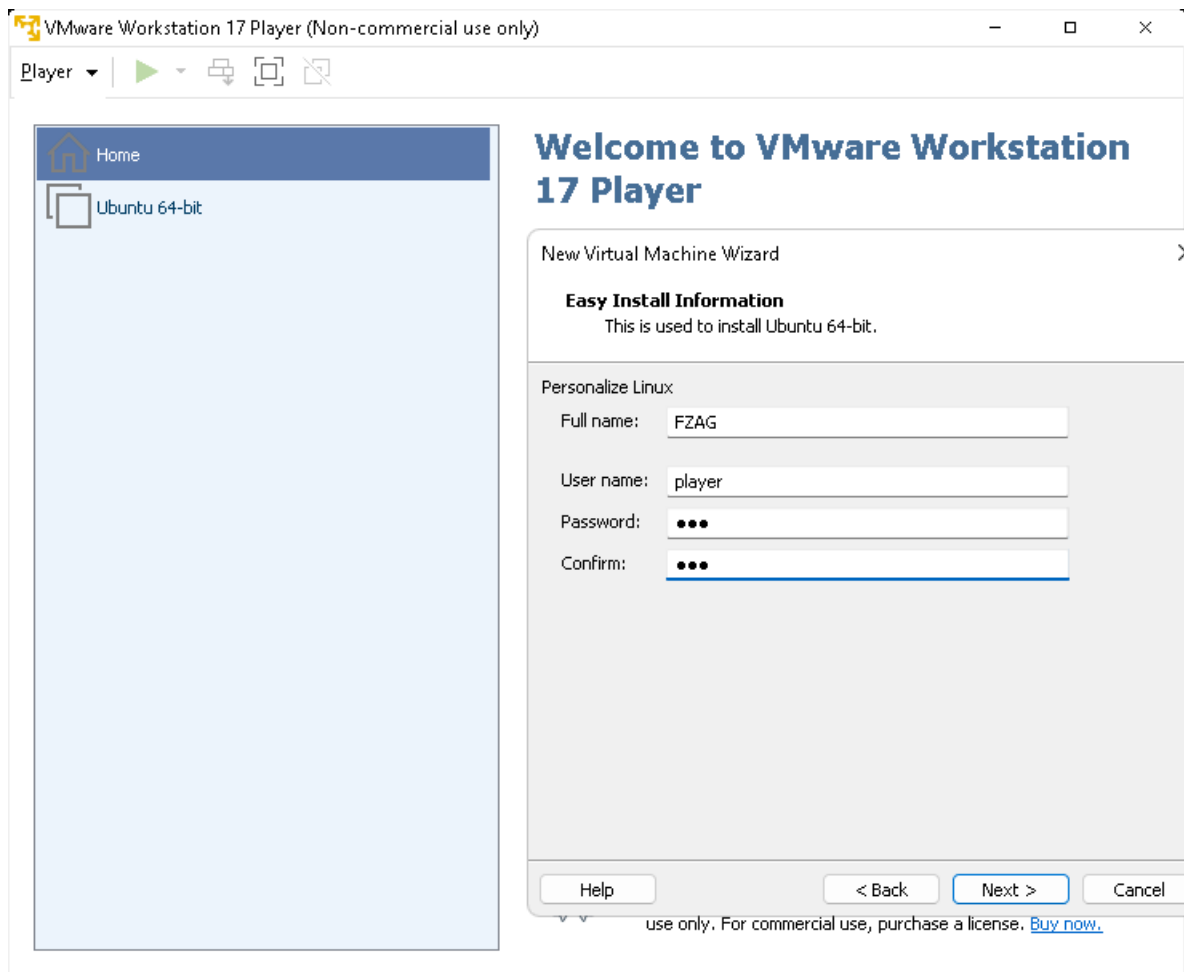 VMware Workstation 17 Player (Non-commercial use only)
Player
Home
Ubuntu 64-bit
Welcome to VMware Workstation
17 Player
New Virtual Machine Wizard
Easy Install Information
This is used to install Ubuntu 64-bit.
Personalize Linux
Full name: FZAG
User name: player
Password: •••
Confirm: •••
Help < Back Next > Cancel
use only. For commercial use, purchase a license. Buy now.